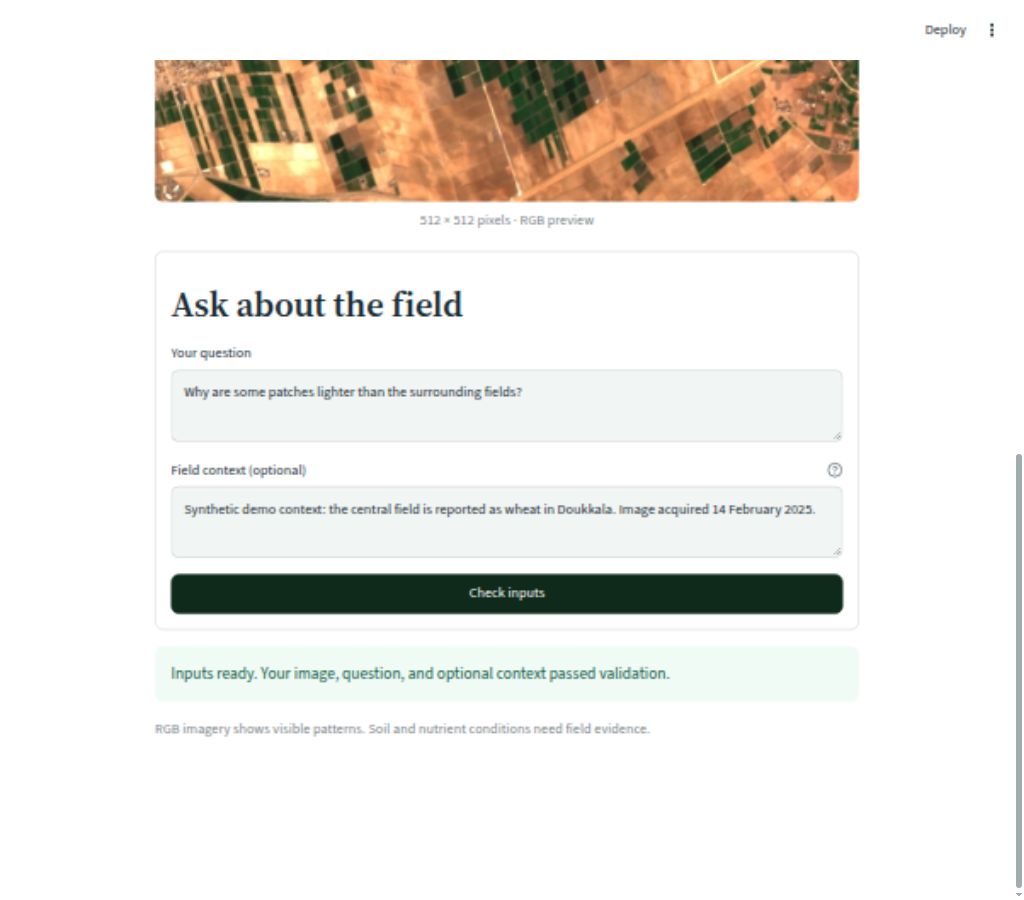 Deploy
512 × 512 pixels · RGB preview
Ask about the field
Your question
Why are some patches lighter than the surrounding fields?
Field context (optional)
Synthetic demo context: the central field is reported as wheat in Doukkala. Image acquired 14 February 2025.
Check inputs
Inputs ready. Your image, question, and optional context passed validation.
RGB imagery shows visible patterns. Soil and nutrient conditions need field evidence.